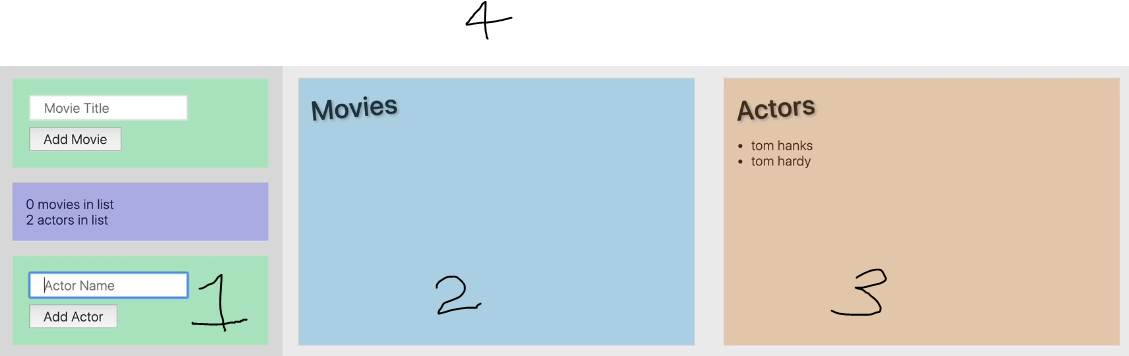 4
Movie Title
Add Movie
0 movies in list
2 actors in list
Actor Name
Add Actor
1
Movies
2
Actors
• tom hanks
• tom hardy
3